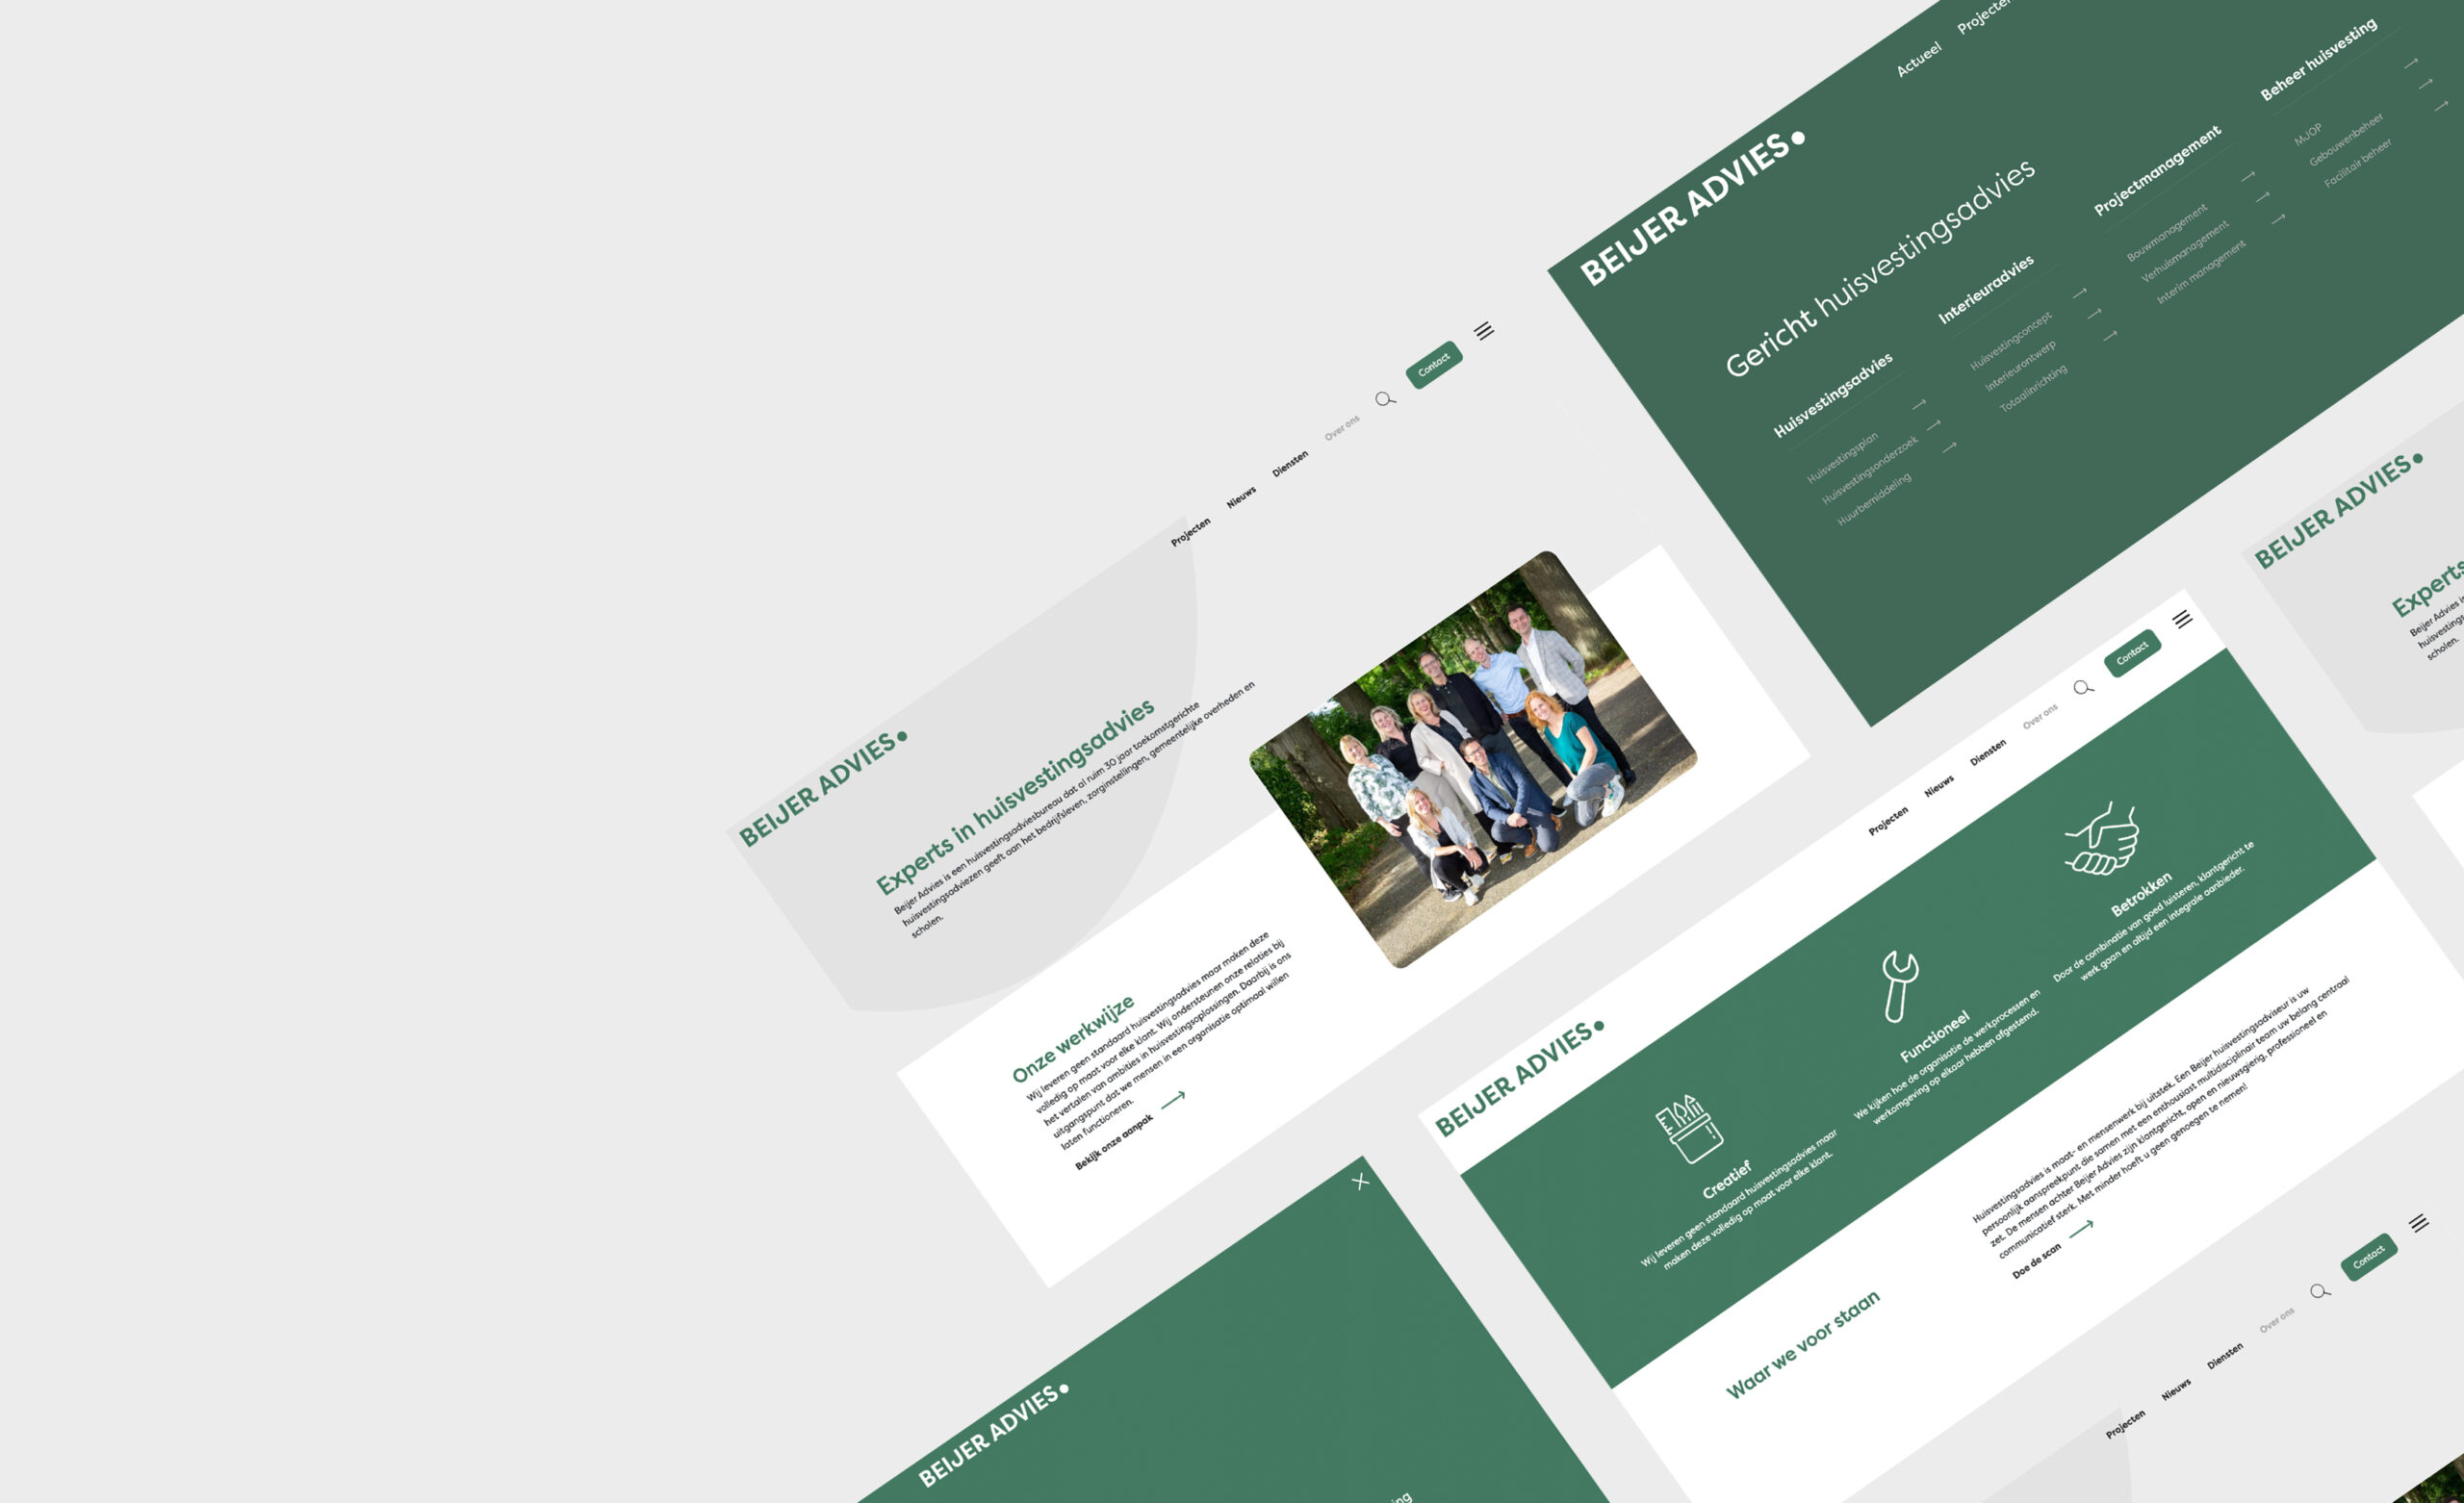 Actueel
Projecten
BEIJER ADVIES
Gericht huisvestingsadvies
Huisvestingsadvies
Huisvestingsplan
Huisvestingsonderzoek
Huurbemiddeling
Interieuradvies
Huisvestingconcept
Interieurontwerp
Totaalinrichting
Projectmanagement
Bouwmanagement
Verhuismanagement
Interim management
Beheer huisvesting
MJOP
Gebouwenbeheer
Facilitair beheer
BEIJER ADVIES
Projecten
Nieuws
Diensten
Over ons
Contact
Experts in huisvestingsadvies
Beijer Advies is een huisvestingsadviesbureau dat al ruim 30 jaar toekomstgerichte
huisvestingsadviezen geeft aan het bedrijfsleven, zorginstellingen, gemeentelijke overheden en
scholen.
Onze werkwijze
Wij leveren geen standaard huisvestingsadvies maar maken deze
volledig op maat voor elke klant. Wij ondersteunen onze relaties bij
het vertalen van ambities in huisvestingsoplossingen. Daarbij is ons
uitgangspunt dat we mensen in een organisatie optimaal willen
laten functioneren.
Bekijk onze aanpak
BEIJER ADVIES
Projecten
Nieuws
Diensten
Over ons
Contact
Creatief
Wij leveren geen standaard huisvestingsadvies maar
maken deze volledig op maat voor elke klant.
Functioneel
We kijken hoe de organisatie de werkprocessen en
werkomgeving op elkaar hebben afgestemd.
Betrokken
Door de combinatie van goed luisteren, klantgericht te
werk gaan en altijd een integrale aanbieder.
Waar we voor staan
Huisvestingsadvies is maat- en mensenwerk bij uitstek. Een Beijer huisvestingsadviseur is uw
persoonlijk aanspreekpunt die samen met een enthousiast multidisciplinair team uw belang centraal
zet. De mensen achter Beijer Advies zijn klantgericht, open en nieuwsgierig, professioneel en
communicatief sterk. Met minder hoeft u geen genoegen te nemen!
Doe de scan
BEIJER ADVIES
Experts
Beijer Advies is
huisvestings
scholen.
BEIJER ADVIES
ing
Projecten
Nieuws
Diensten
Over ons
Contact